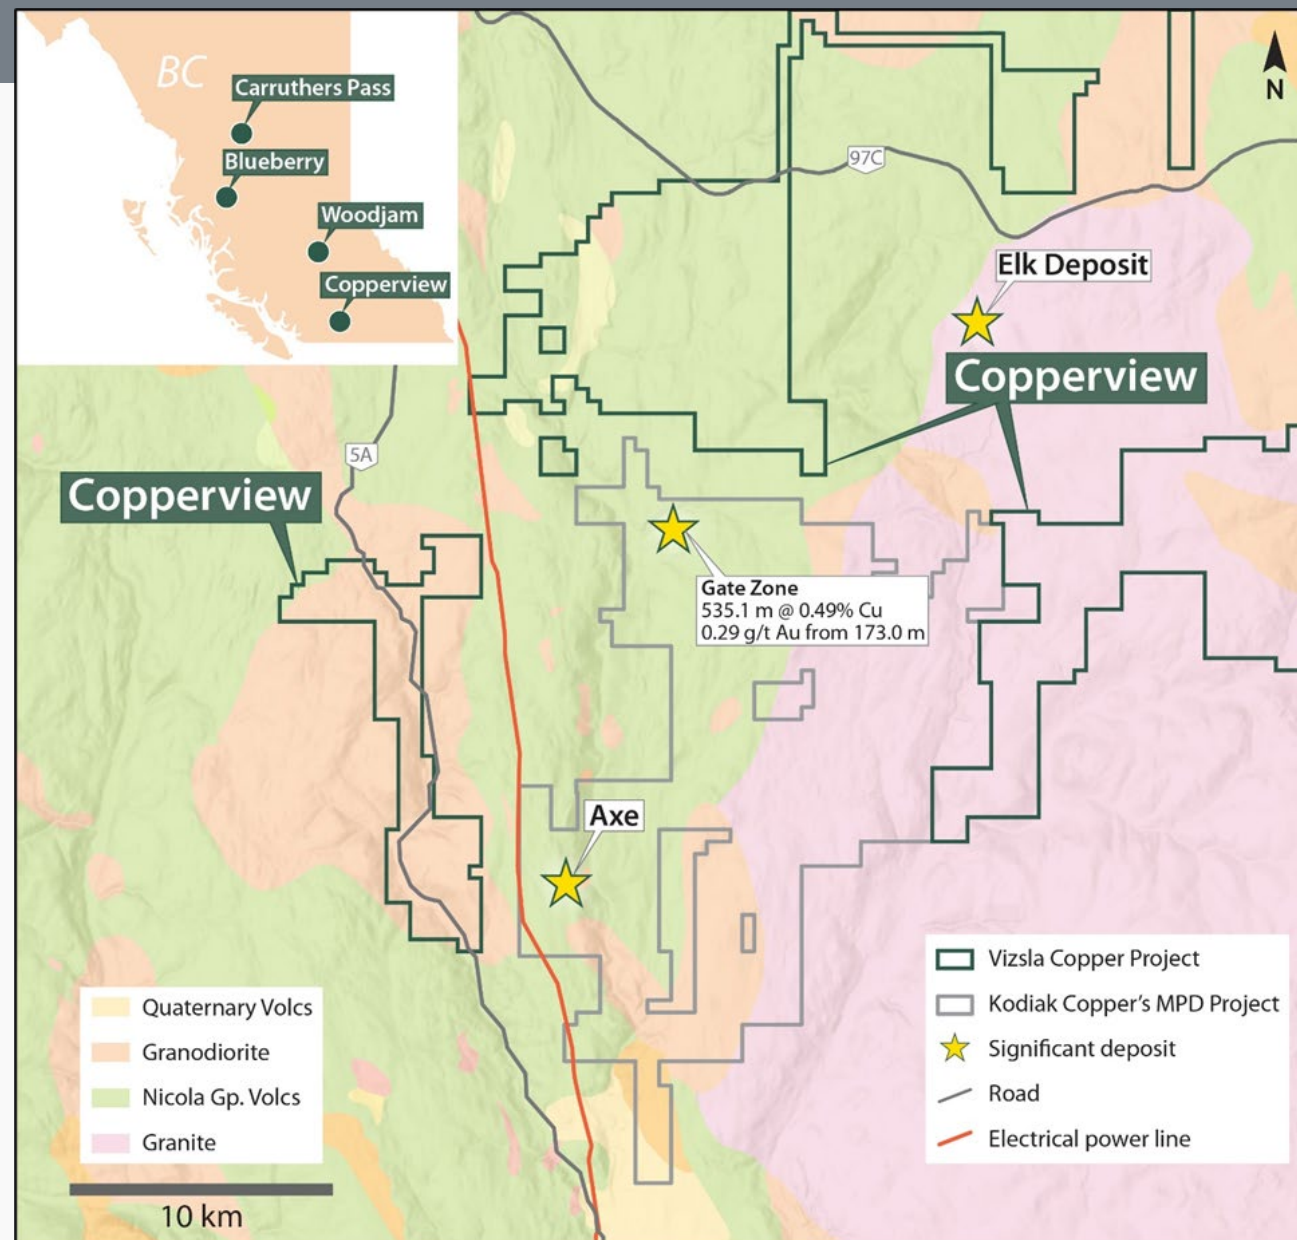 BC
Carruthers Pass
Blueberry
Woodjam
Copperview
97C
N
Elk Deposit
Copperview
5A
Copperview
Gate Zone
535.1 m @ 0.49% Cu
0.29 g/t Au from 173.0 m
Axe
Quaternary Volcs
Granodiorite
Nicola Gp. Volcs
Granite
10 km
Vizsla Copper Project
Kodiak Copper's MPD Project
Significant deposit
Road
Electrical power line